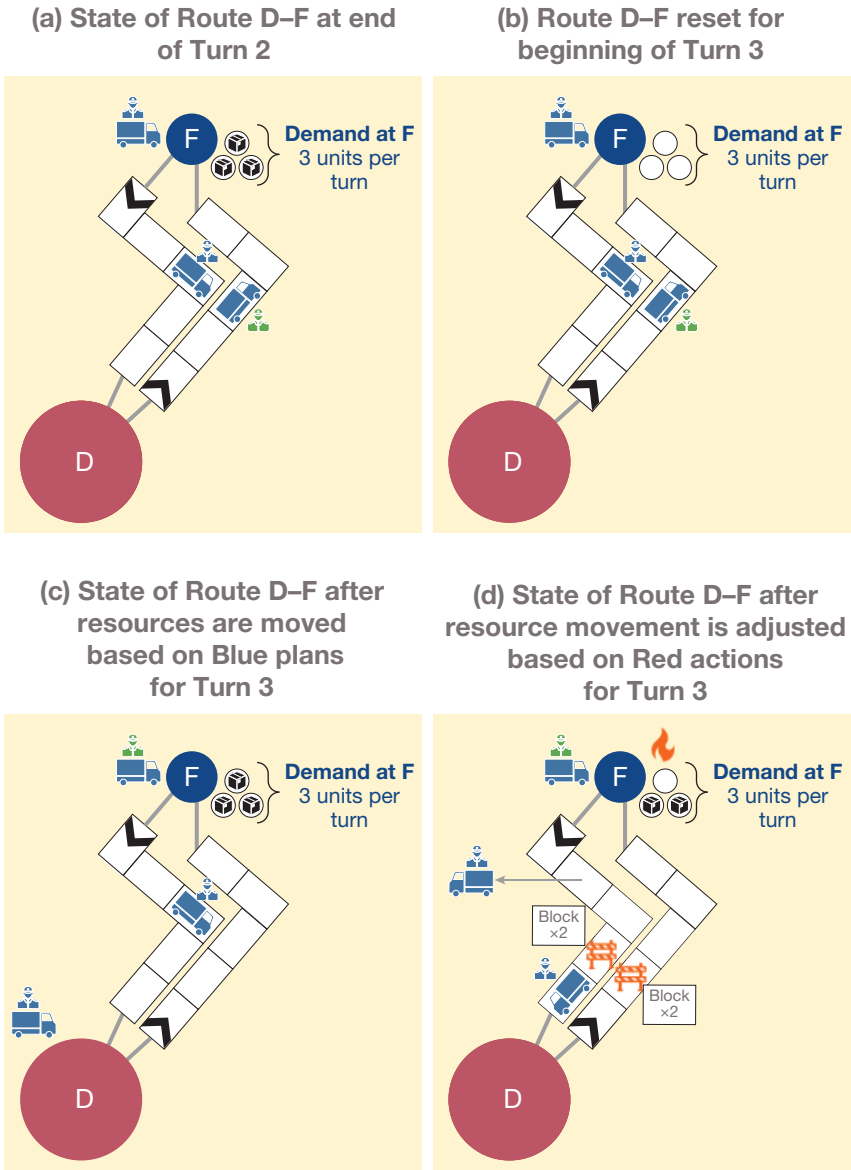 (a) State of Route D–F at end
of Turn 2
F
Demand at F
3 units per
turn
D
(b) Route D–F reset for
beginning of Turn 3
F
Demand at F
3 units per
turn
D
(c) State of Route D–F after
resources are moved
based on Blue plans
for Turn 3
F
Demand at F
3 units per
turn
D
(d) State of Route D–F after
resource movement is adjusted
based on Red actions
for Turn 3
F
Demand at F
3 units per
turn
Block
×2
Block
×2
D